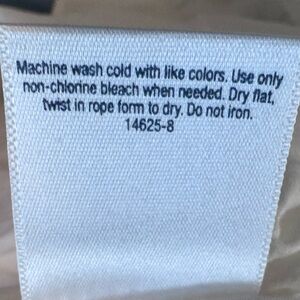 Machine wash cold with like colors. Use only
non-chlorine bleach when needed. Dry flat,
twist in rope form to dry. Do not iron.
14625-8